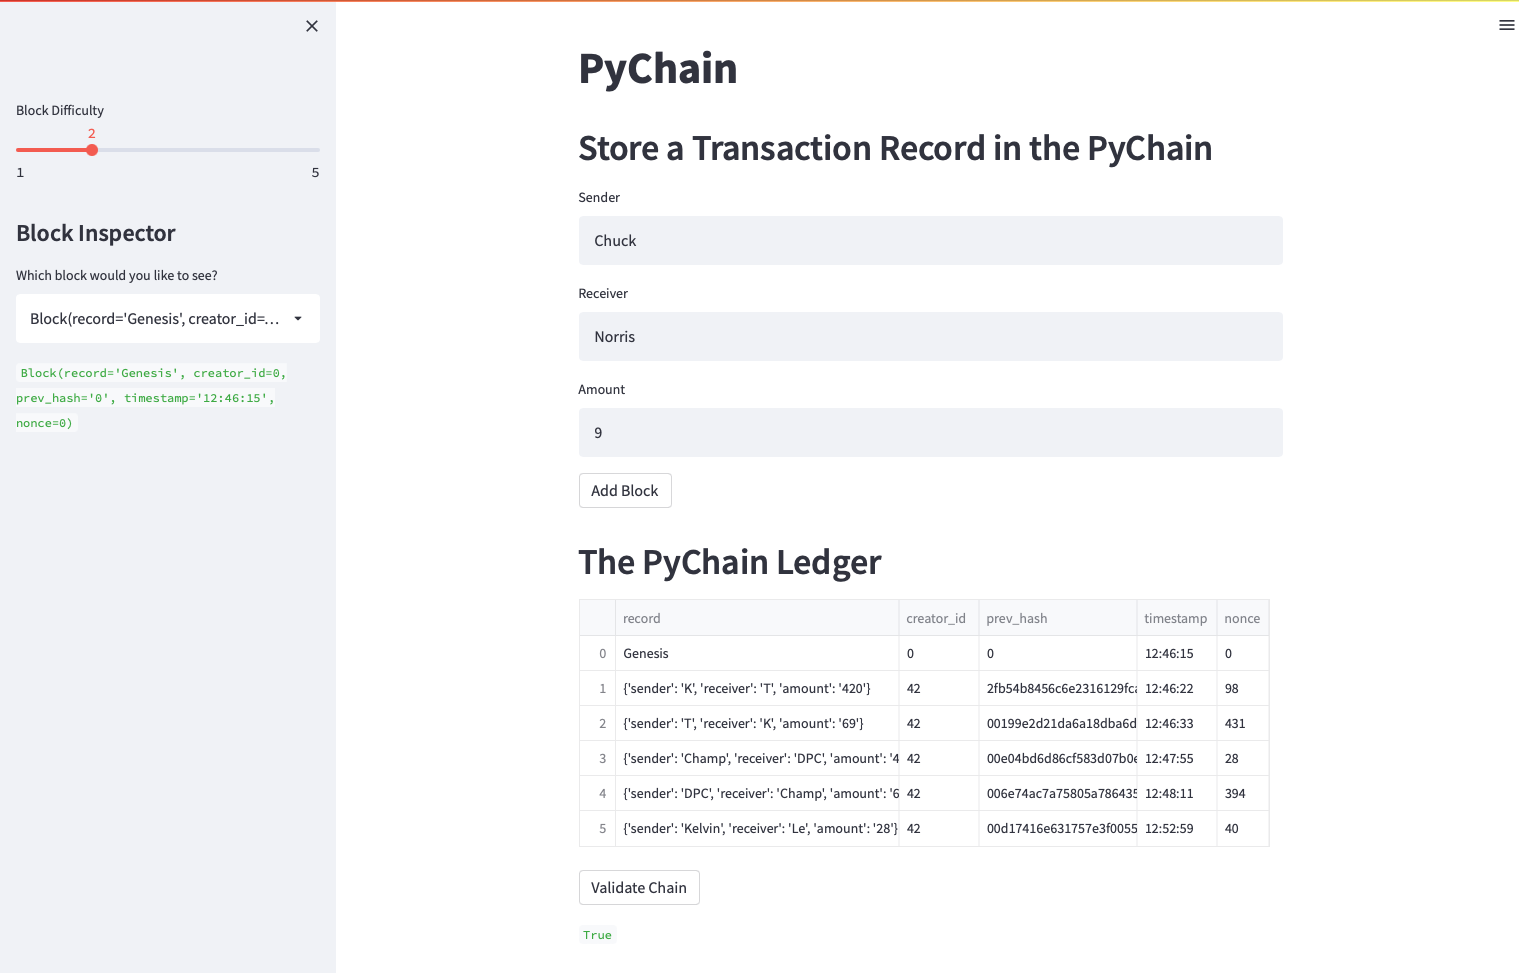 Block Difficulty
2
1 5
Block Inspector
Which block would you like to see?
Block(record='Genesis', creator_id=...
Block(record='Genesis', creator_id=0,
prev_hash='0', timestamp='12:46:15',
nonce=0)
PyChain
Store a Transaction Record in the PyChain
Sender
Chuck
Receiver
Norris
Amount
9
Add Block
The PyChain Ledger
record creator_id prev_hash timestamp nonce
0 Genesis 0 0 12:46:15 0
1 {'sender': 'K', 'receiver': 'T', 'amount': '420'} 42 2fb54b8456c6e2316129fca 12:46:22 98
2 {'sender': 'T', 'receiver': 'K', 'amount': '69'} 42 00199e2d21da6a18dba6d 12:46:33 431
3 {'sender': 'Champ', 'receiver': 'DPC', 'amount': '4 42 00e04bd6d86cf583d07b0e 12:47:55 28
4 {'sender': 'DPC', 'receiver': 'Champ', 'amount': '6 42 006e74ac7a75805a786435 12:48:11 394
5 {'sender': 'Kelvin', 'receiver': 'Le', 'amount': '28'} 42 00d17416e631757e3f0055 12:52:59 40
Validate Chain
True